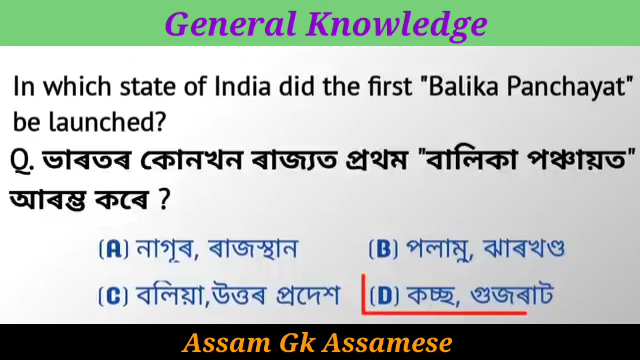 General Knowledge
In which state of India did the first "Balika Panchayat"
be launched?
Q. ভাৰতৰ কোনখন ৰাজ্যত প্ৰথম "বালিকা পঞ্চায়ত"
আৰম্ভ কৰে ?
(A) নাগূৰ, ৰাজস্থান (B) পলামু, ঝাৰখণ্ড
(C) বলিয়া,উত্তৰ প্ৰদেশ (D) কচ্ছ, গুজৰাট
Assam Gk Assamese